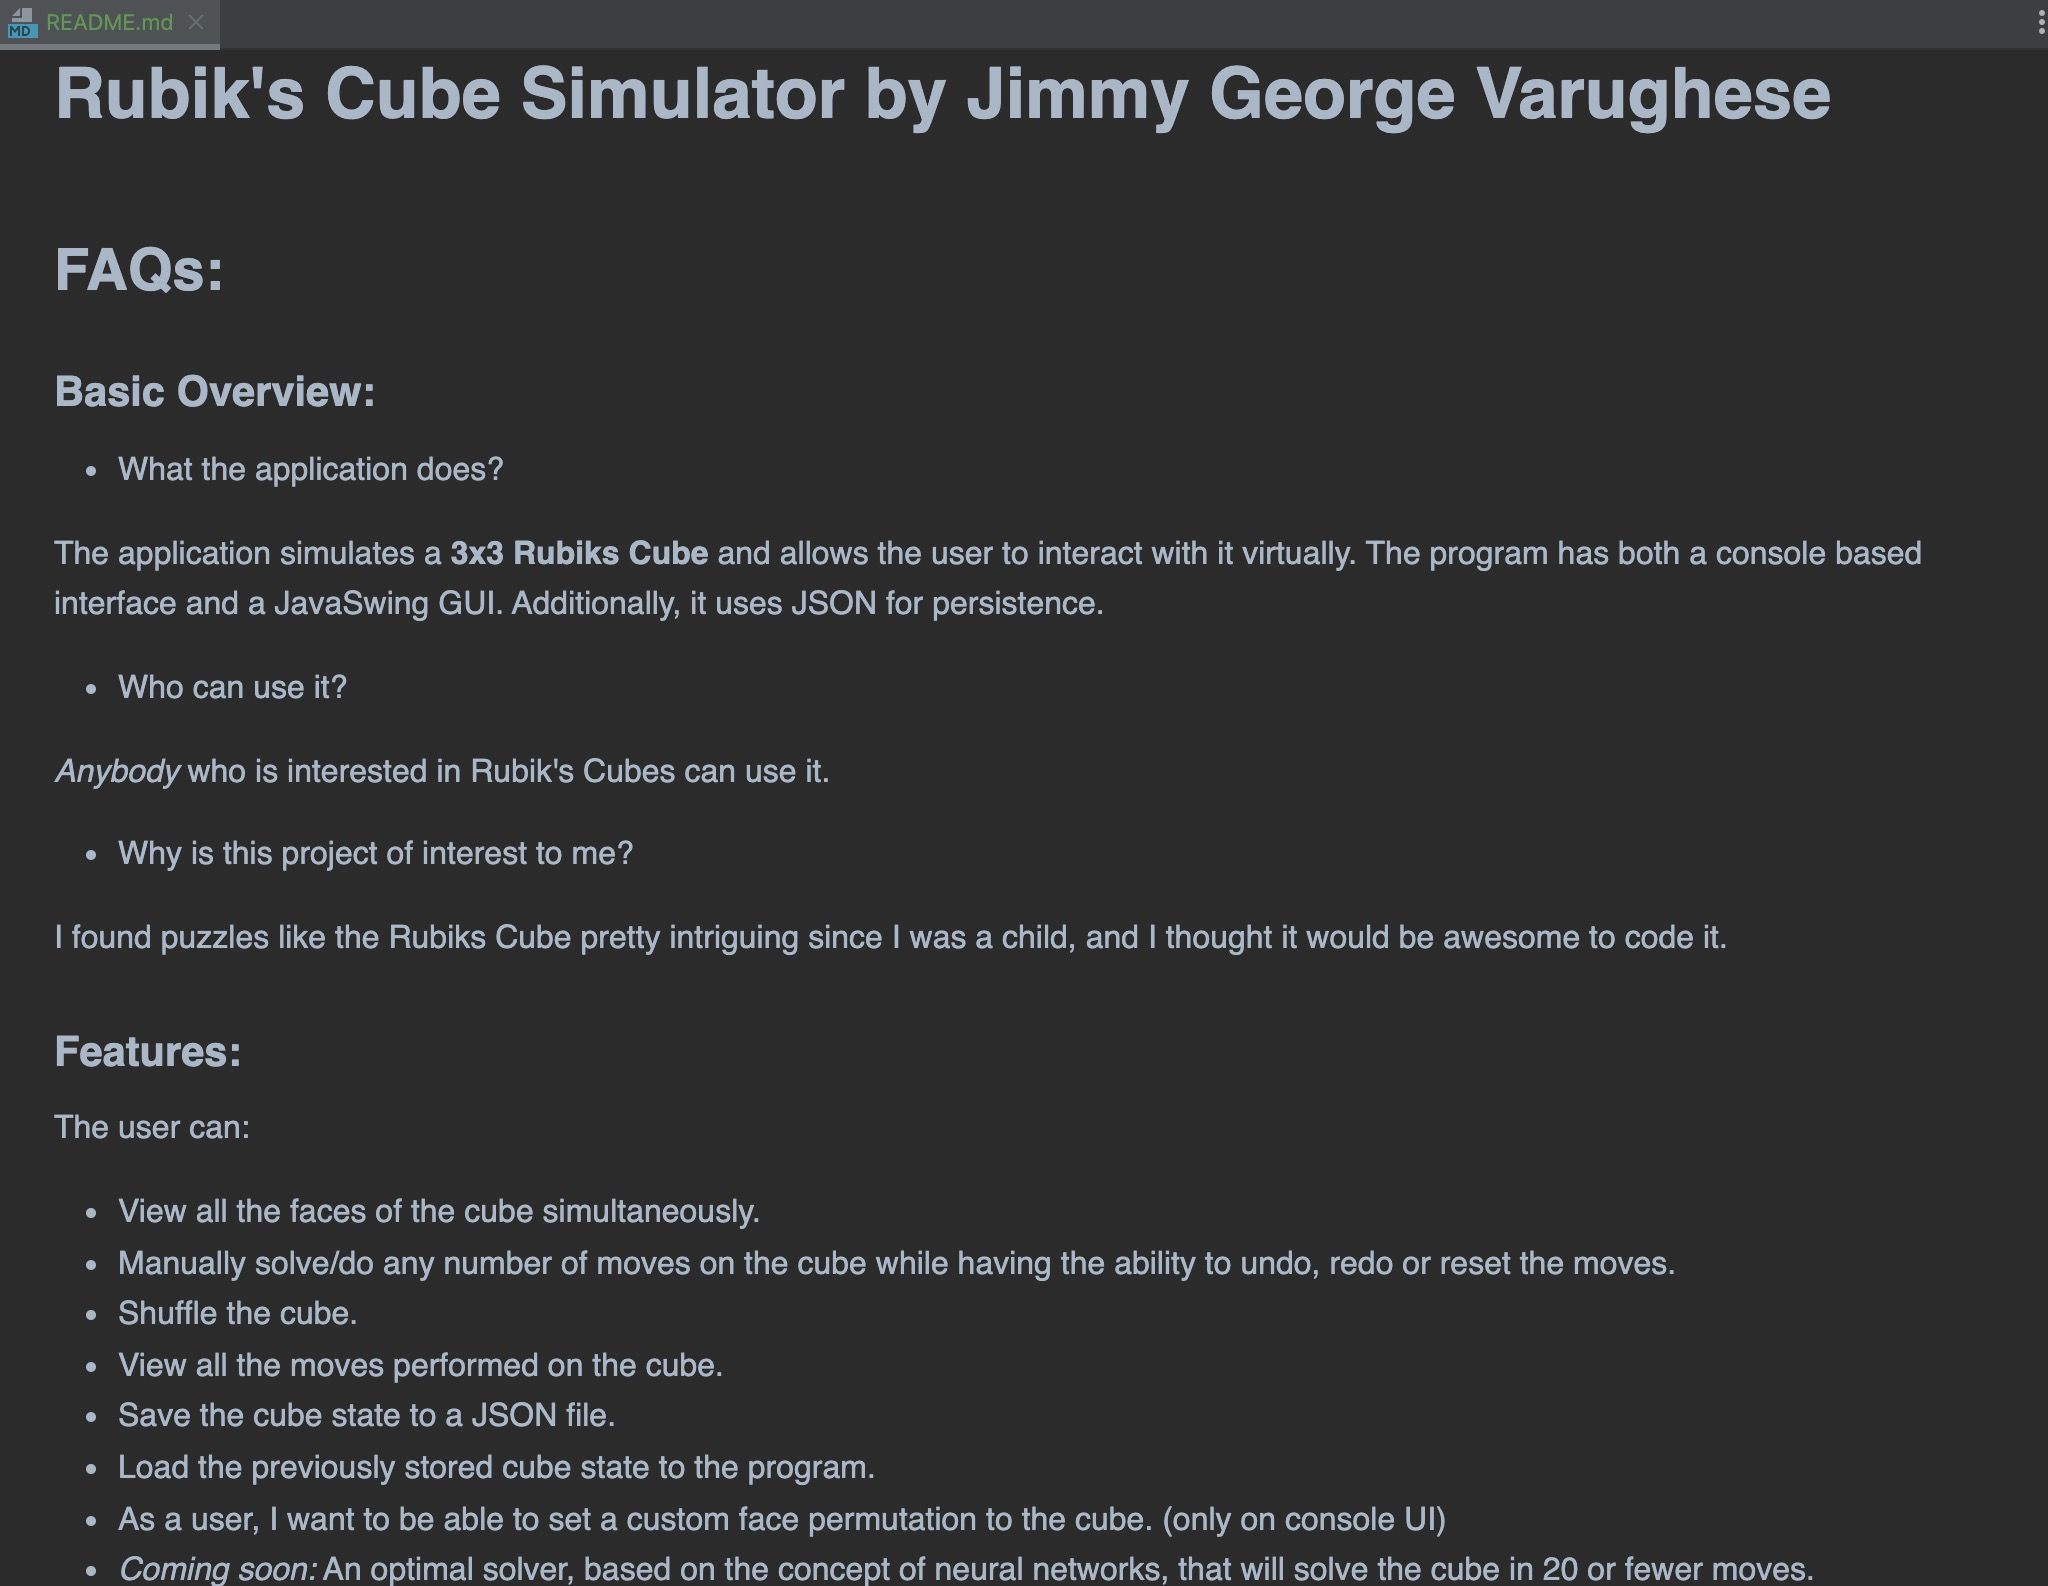 README.md
Rubik's Cube Simulator by Jimmy George Varughese
FAQs:
Basic Overview:
• What the application does?
The application simulates a 3x3 Rubiks Cube and allows the user to interact with it virtually. The program has both a console based
interface and a JavaSwing GUI. Additionally, it uses JSON for persistence.
• Who can use it?
Anybody who is interested in Rubik's Cubes can use it.
• Why is this project of interest to me?
I found puzzles like the Rubiks Cube pretty intriguing since I was a child, and I thought it would be awesome to code it.
Features:
The user can:
• View all the faces of the cube simultaneously.
• Manually solve/do any number of moves on the cube while having the ability to undo, redo or reset the moves.
• Shuffle the cube.
• View all the moves performed on the cube.
• Save the cube state to a JSON file.
• Load the previously stored cube state to the program.
• As a user, I want to be able to set a custom face permutation to the cube. (only on console UI)
• Coming soon: An optimal solver, based on the concept of neural networks, that will solve the cube in 20 or fewer moves.